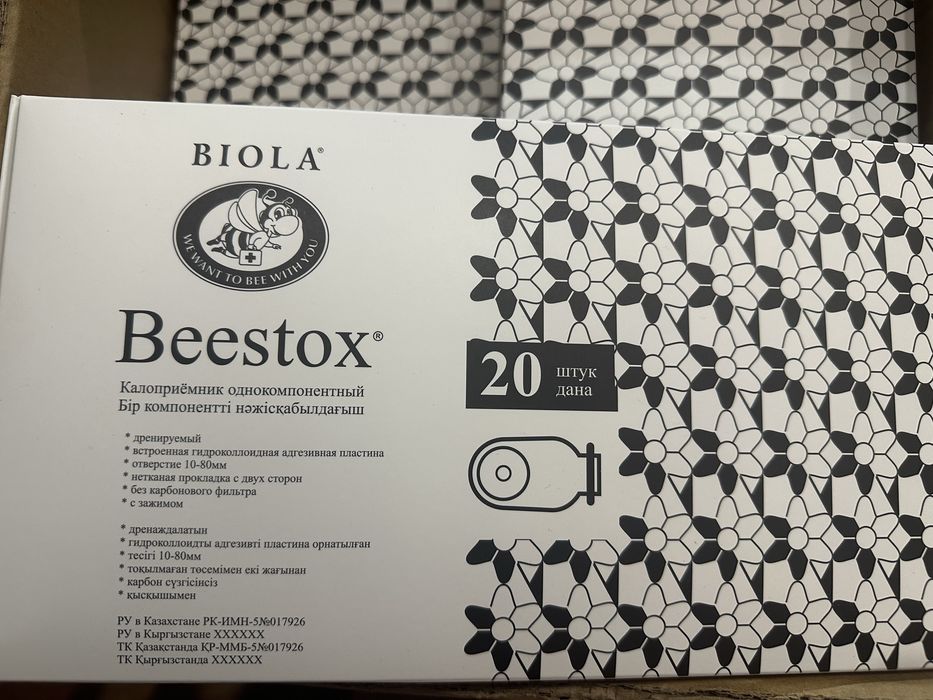 BIOLA®
WE WANT TO BEE WITH YOU
Beestox®
Калоприёмник однокомпонентный
Бір компонентті нәжісқабылдағыш
* дренируемый
* встроенная гидроколлоидная адгезивная пластина
* отверстие 10-80мм
* нетканая прокладка с двух сторон
* без карбонового фильтра
* с зажимом
* дренаждалатын
* гидроколлоидты адгезивті пластина орнатылған
* тесігі 10-80мм
* тоқылмаған төсемімен екі жағынан
* карбон сүзгісінсіз
* қысқышымен
РУ в Казахстане РК-ИМН-5№017926
РУ в Кыргызстане XXXXXX
ТК Қазақстанда ҚР-ММБ-5№017926
ТК Қырғызстанда XXXXXX
20 штук
дана